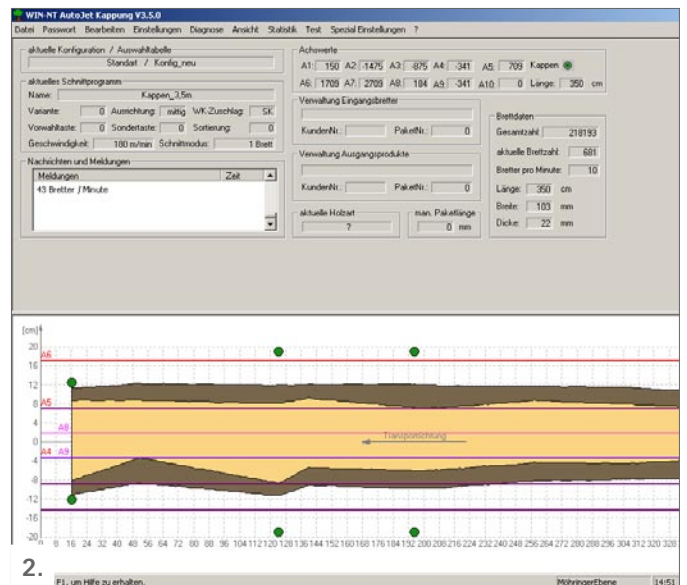 WIN-NT AutoJet Kappung V3.5.0
Datei Passwort Bearbeiten Einstellungen Diagnose Ansicht Statistik Test Spezial Einstellungen ?
aktuelle Konfiguration / Auswahltabelle
Standart / Konfig_neu
aktuelles Schnittprogramm
Name: Kappen_3,5m
Variante: 0 Ausrichtung: mittig WK-Zuschlag: SK
Vorwahltaste: 0 Sondertaste: 0 Sortierung: 0
Geschwindigkeit: 180 m/min Schnittmodus: 1 Brett
Nachrichten und Meldungen
Meldungen Zeit
43 Bretter / Minute
Achswerte
A1: 150 A2: -1475 A3: -875 A4: -341 A5: 709 Kappen
A6: 1709 A7: 2709 A8: 184 A9: -341 A10: 0 Länge: 350 cm
Verwaltung Eingangsbretter
KundenNr.: PaketNr.: 0
Verwaltung Ausgangsprodukte
KundenNr.: PaketNr.: 0
aktuelle Holzart
?
man. Paketlänge
0 mm
Brettdaten
Gesamtzahl: 218193
aktuelle Brettzahl: 681
Bretter pro Minute: 10
Länge: 350 cm
Breite: 103 mm
Dicke: 22 mm
[cm]
20
A6
16
12
8 A5
4
A8
0
A4 A9
-4
-8
-12
-16
-20
Transportrichtung
0 8 16 24 32 40 48 56 64 72 80 88 96 104 112 120 128 136 144 152 160 168 176 184 192 200 208 216 224 232 240 248 256 264 272 280 288 296 304 312 320 328
2.
F1, um Hilfe zu erhalten.
MöhringerEbene 14:51